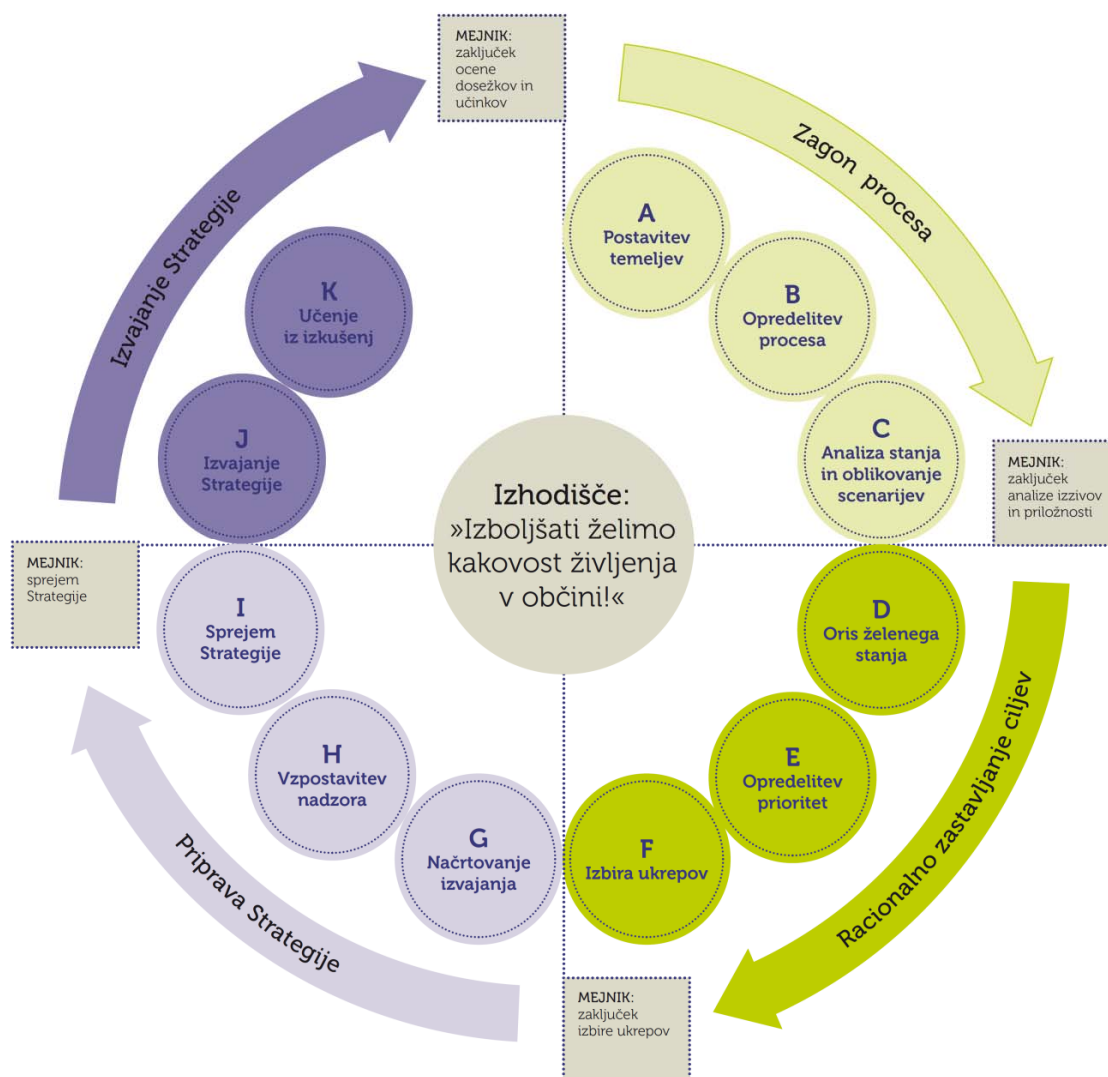 MEJNIK:
zaključek
ocene
dosežkov in
učinkov
Zagon procesa
A
Postavitev
temeljev
B
Opredelitev
procesa
C
Analiza stanja
in oblikovanje
scenarijev
MEJNIK:
zaključek
analize izzivov
in priložnosti
Izhodišče:
»Izboljšati želimo
kakovost življenja
v občini!«
D
Oris želenega
stanja
E
Opredelitev
prioritet
F
Izbira ukrepov
Racionalno zastavljanje ciljev
MEJNIK:
zaključek
izbire ukrepov
G
Načrtovanje
izvajanja
H
Vzpostavitev
nadzora
I
Sprejem
Strategije
Priprava Strategije
MEJNIK:
sprejem
Strategije
J
Izvajanje
Strategije
K
Učenje
iz izkušenj
Izvajanje Strategije